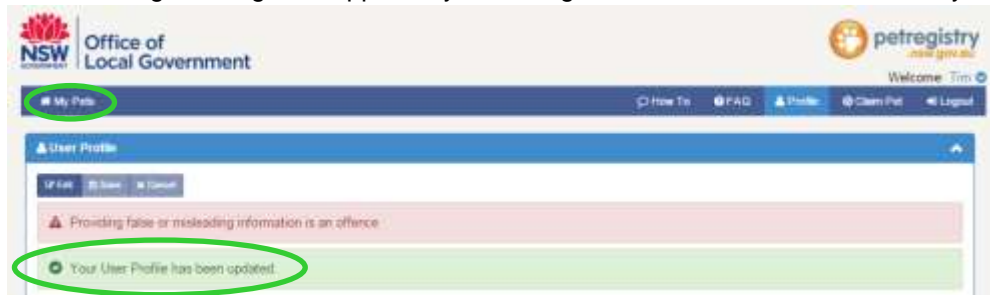 NSW
GOVERNMENT
Office of
Local Government
petregistry
nsw.gov.au
Welcome Tim
My Pets
How To FAQ Profile Claim Pet Logout
User Profile
Edit Save Cancel
Providing false or misleading information is an offence
Your User Profile has been updated.